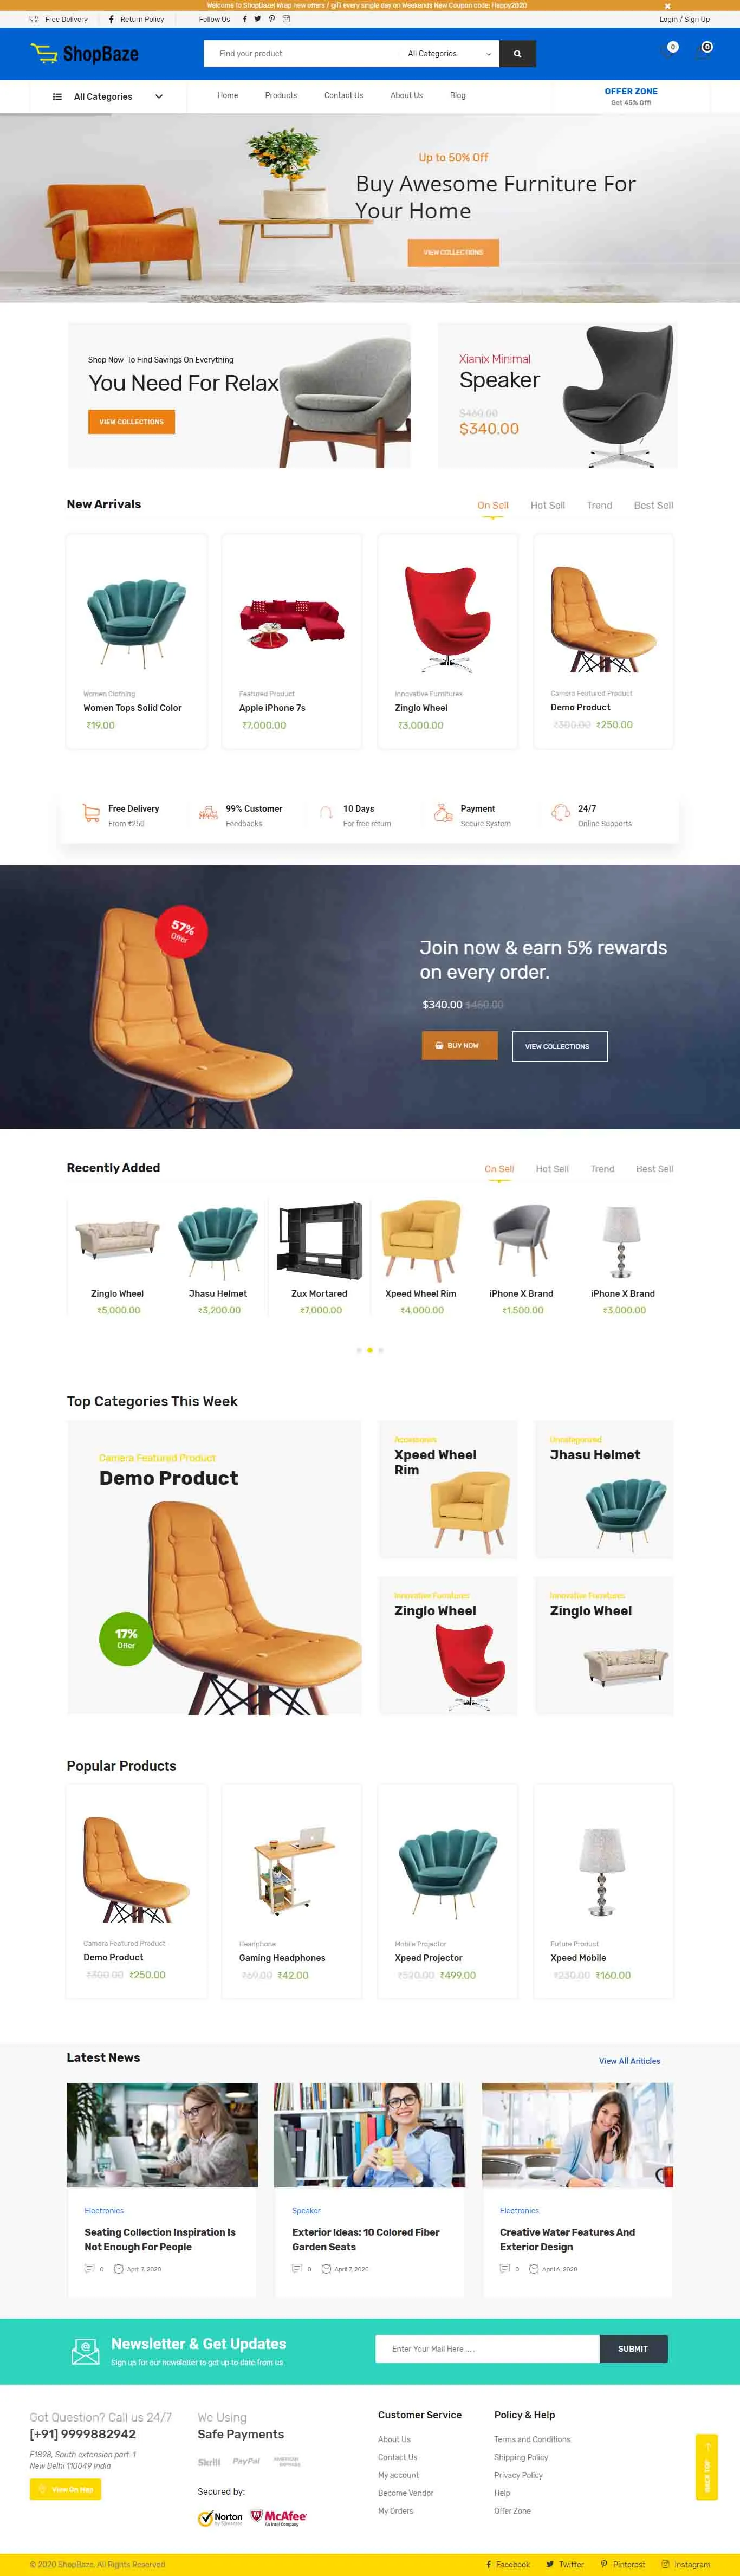 Welcome to ShopBaze! Wrap new offers / gift every single day on Weekends New Coupon code: Happy2020
Free Delivery
Return Policy
Follow Us
Login / Sign Up
ShopBaze
Find your product
All Categories
0
0
All Categories
Home
Products
Contact Us
About Us
Blog
OFFER ZONE
Get 45% Off!
Up to 50% Off
Buy Awesome Furniture For
Your Home
VIEW COLLECTIONS
Shop Now To Find Savings On Everything
You Need For Relax
VIEW COLLECTIONS
Xianix Minimal
Speaker
$460.00
$340.00
New Arrivals
On Sell
Hot Sell
Trend
Best Sell
Women Clothing
Women Tops Solid Color
₹19.00
Featured Product
Apple iPhone 7s
₹7,000.00
Innovative Furnitures
Zinglo Wheel
₹3,000.00
Camera Featured Product
Demo Product
₹300.00 ₹250.00
Free Delivery
From ₹250
99% Customer
Feedbacks
10 Days
For free return
Payment
Secure System
24/7
Online Supports
57%
Offer
Join now & earn 5% rewards
on every order.
$340.00 $460.00
BUY NOW
VIEW COLLECTIONS
Recently Added
On Sell
Hot Sell
Trend
Best Sell
Zinglo Wheel
₹5,000.00
Jhasu Helmet
₹3,200.00
Zux Mortared
₹7,000.00
Xpeed Wheel Rim
₹4,000.00
iPhone X Brand
₹1,500.00
iPhone X Brand
₹3,000.00
Top Categories This Week
Camera Featured Product
Demo Product
17%
Offer
Accessories
Xpeed Wheel
Rim
Uncategorized
Jhasu Helmet
Innovative Furnitures
Zinglo Wheel
Innovative Furnitures
Zinglo Wheel
Popular Products
Camera Featured Product
Demo Product
₹300.00 ₹250.00
Headphone
Gaming Headphones
₹69.00 ₹42.00
Mobile Projector
Xpeed Projector
₹520.00 ₹499.00
Future Product
Xpeed Mobile
₹230.00 ₹160.00
Latest News
View All Ariticles
Electronics
Seating Collection Inspiration Is
Not Enough For People
0
April 7, 2020
Speaker
Exterior Ideas: 10 Colored Fiber
Garden Seats
0
April 7, 2020
Electronics
Creative Water Features And
Exterior Design
0
April 6, 2020
Newsletter & Get Updates
Sign up for our newsletter to get up-to-date from us
Enter Your Mail Here .....
SUBMIT
Got Question? Call us 24/7
[+91] 9999882942
F189B, South extension part-1
New Delhi 110049 India
View On Map
We Using
Safe Payments
Skrill
PayPal
AMERICAN
EXPRESS
Secured by:
Norton
by Symantec
McAfee
An Intel Company
Customer Service
About Us
Contact Us
My account
Become Vendor
My Orders
Policy & Help
Terms and Conditions
Shipping Policy
Privacy Policy
Help
Offer Zone
BACK TOP
© 2020 ShopBaze, All Rights Reserved
Facebook
Twitter
Pinterest
Instagram